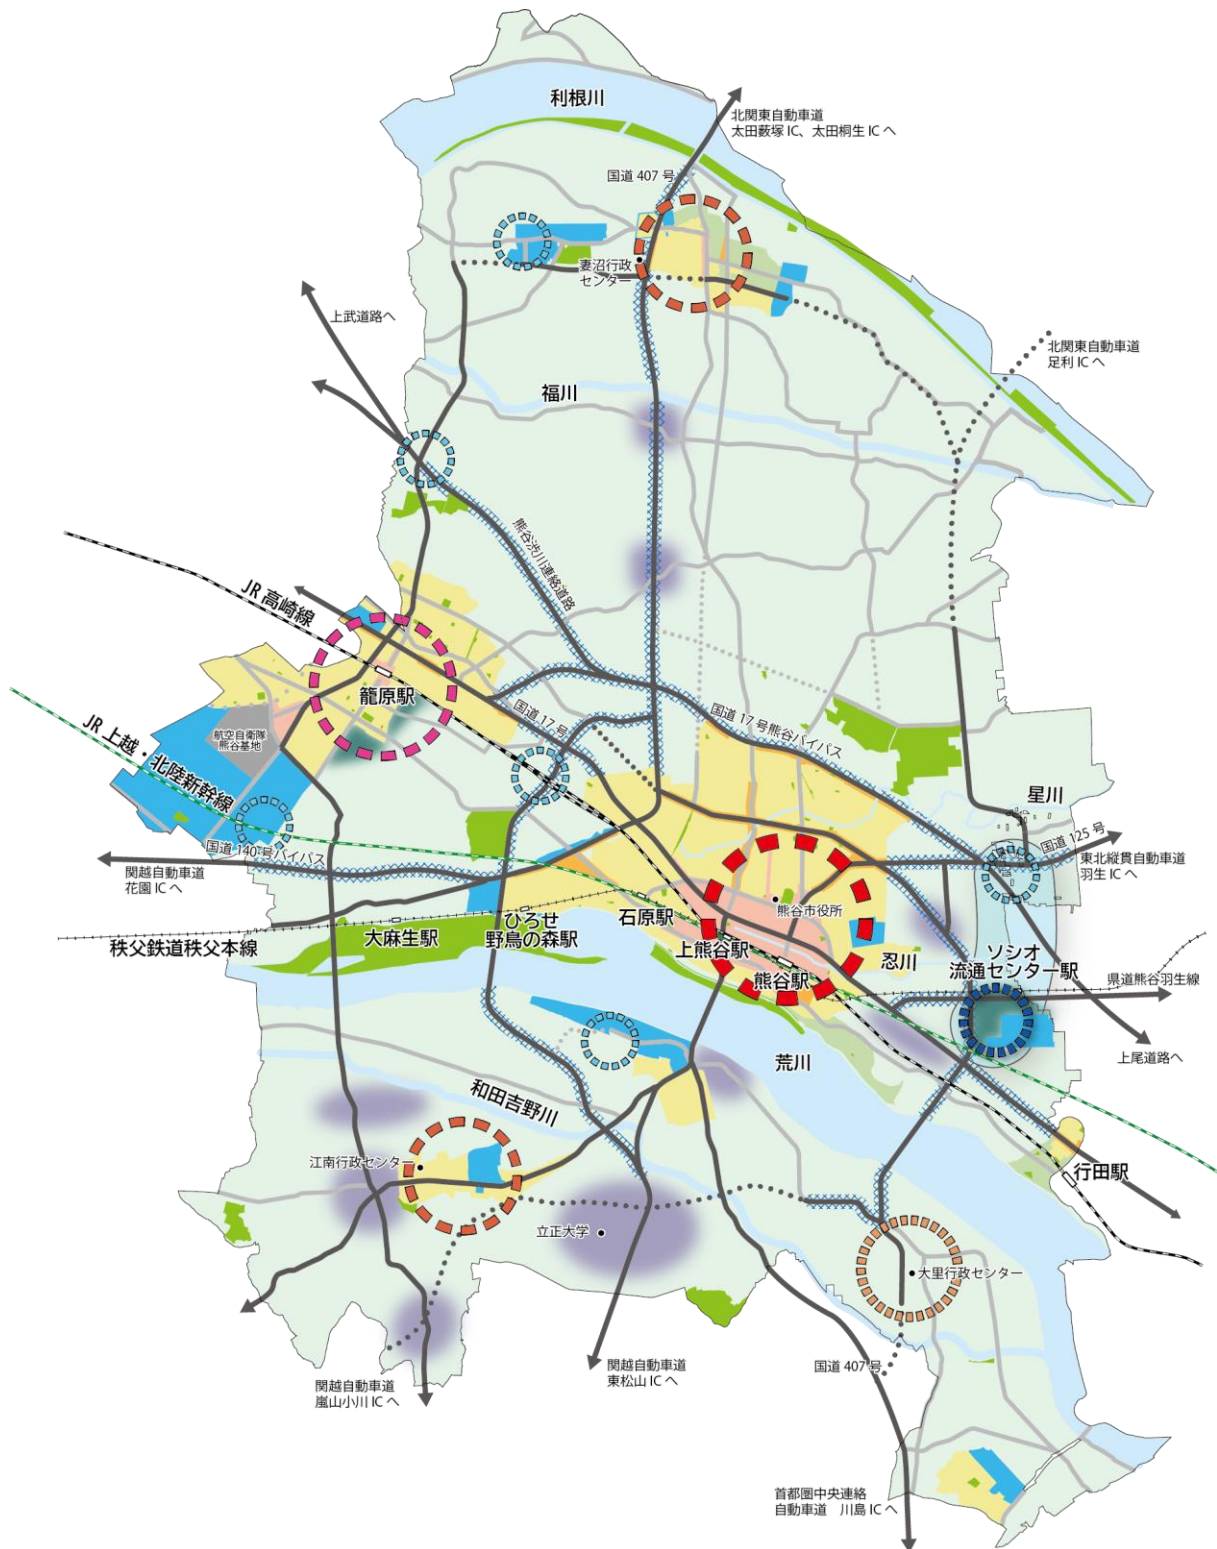 利根川
北関東自動車道
太田藪塚 IC、太田桐生 IC へ
国道 407 号
妻沼行政
センター
上武道路へ
北関東自動車道
足利 IC へ
福川
熊谷渋川連絡道路
JR 高崎線
籠原駅
国道 17 号
国道 17 号熊谷バイパス
航空自衛隊
熊谷基地
JR 上越・北陸新幹線
星川
国道 125 号
国道 140 号バイパス
東北縦貫自動車道
羽生 IC へ
関越自動車道
花園 IC へ
熊谷市役所
石原駅
ひろせ
野鳥の森駅
大麻生駅
秩父鉄道秩父本線
上熊谷駅
熊谷駅
忍川
ソシオ
流通センター駅
県道熊谷羽生線
荒川
上尾道路へ
和田吉野川
江南行政センター
行田駅
立正大学
大里行政センター
国道 407 号
関越自動車道
東松山 IC へ
関越自動車道
嵐山小川 IC へ
首都圏中央連絡
自動車道　川島 IC へ